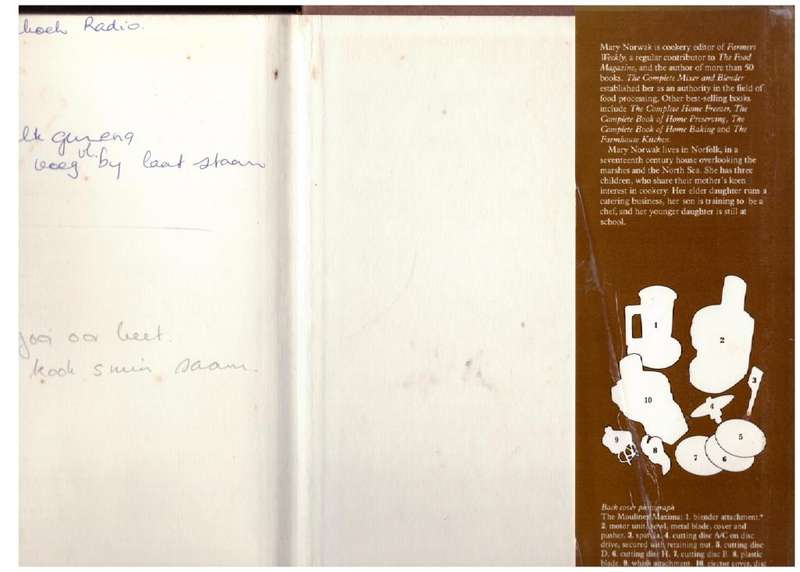 koek Radio.
lk gemeng
vl.
voeg by laat staan
gooi oor beet.
kook 5 min saam.
Mary Norwak is cookery editor of Farmers
Weekly, a regular contributor to The Food
Magazine, and the author of more than 50
books. The Complete Mixer and Blender
established her as an authority in the field of
food processing. Other best-selling books
include The Complete Home Freezer, The
Complete Book of Home Preserving, The
Complete Book of Home Baking and The
Farmhouse Kitchen.
Mary Norwak lives in Norfolk, in a
seventeenth century house overlooking the
marshes and the North Sea. She has three
children, who share their mother's keen
interest in cookery. Her elder daughter runs a
catering business, her son is training to be a
chef, and her younger daughter is still at
school.
1
2
3
10
4
5
9
8
7
6
Back cover photograph
The Moulinex Maxima: 1. blender attachment.*
2. motor unit, bowl, metal blade, cover and
pusher. 3. spatula. 4. cutting disc A/C on disc
drive, secured with retaining nut. 5. cutting disc
D. 6. cutting disc H. 7. cutting disc B. 8. plastic
blade. 9. whisk attachment. 10. ejector cover, disc